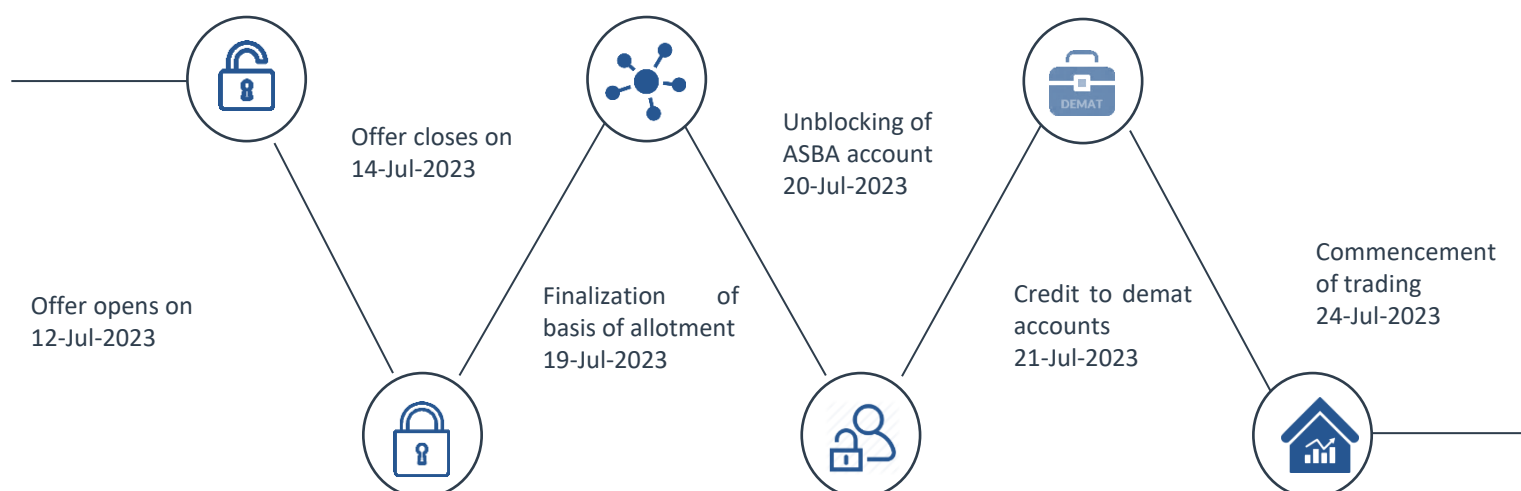 Offer opens on
12-Jul-2023
Offer closes on
14-Jul-2023
Finalization of
basis of allotment
19-Jul-2023
Unblocking of
ASBA account
20-Jul-2023
DEMAT
Credit to demat
accounts
21-Jul-2023
Commencement
of trading
24-Jul-2023